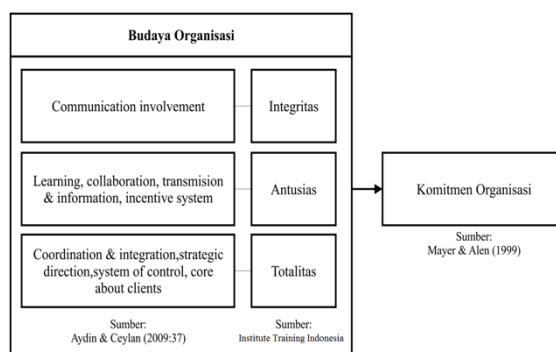 Budaya Organisasi
Communication involvement
Integritas
Learning, collaboration, transmision
& information, incentive system
Antusias
Coordination & integration,strategic
direction,system of control, core
about clients
Totalitas
Sumber:
Aydin & Ceylan (2009:37)
Sumber:
Institute Training Indonesia
Komitmen Organisasi
Sumber:
Mayer & Alen (1999)